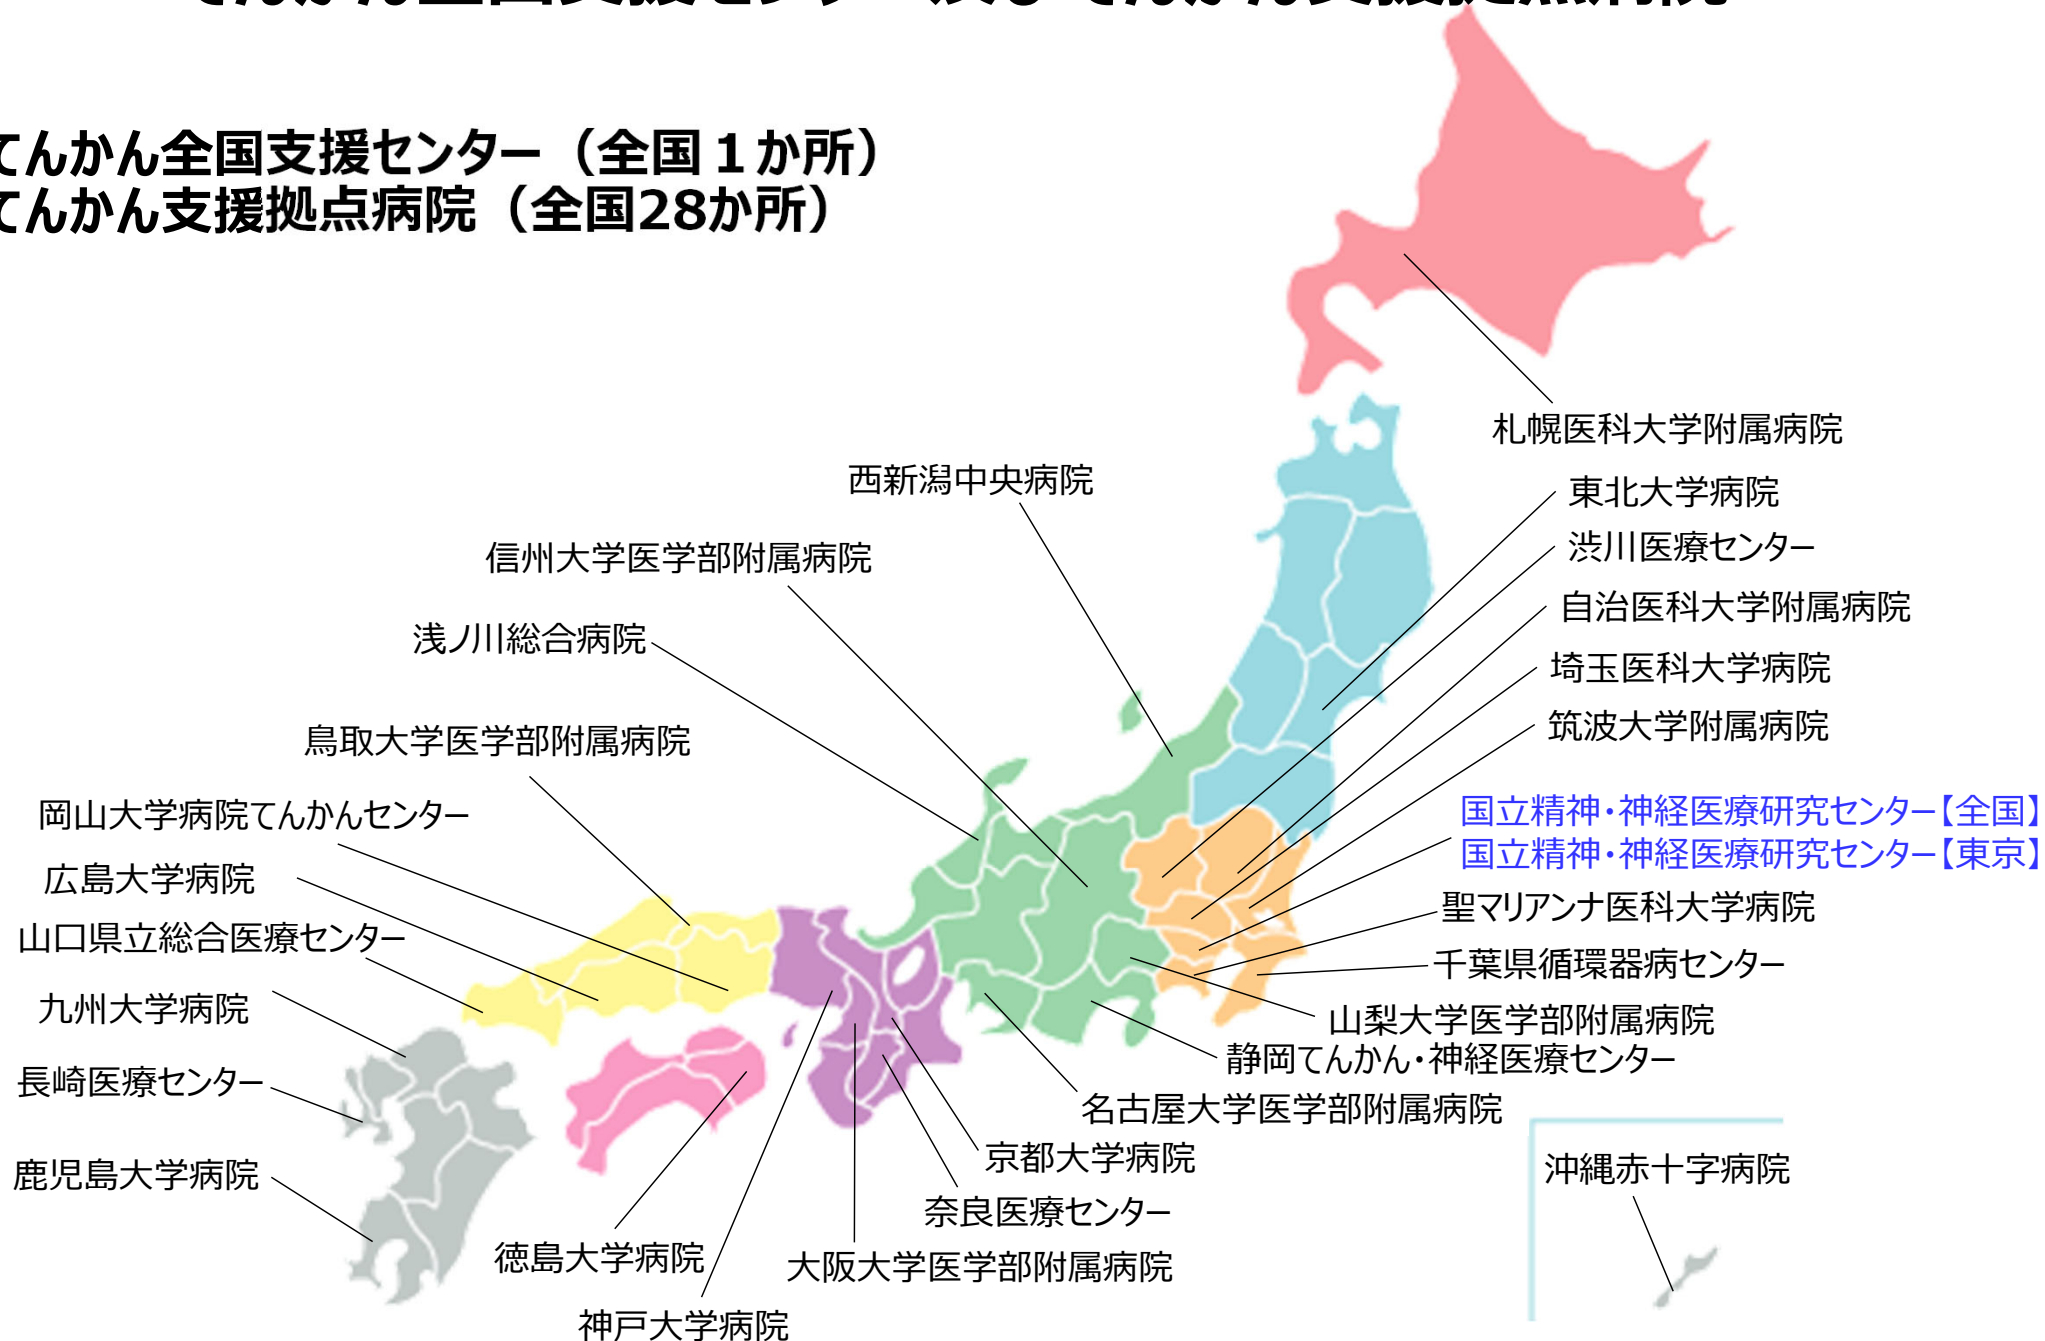 てんかん全国支援センター（全国１か所）
てんかん支援拠点病院（全国28か所）
札幌医科大学附属病院
西新潟中央病院
東北大学病院
信州大学医学部附属病院
渋川医療センター
自治医科大学附属病院
浅ノ川総合病院
埼玉医科大学病院
筑波大学附属病院
鳥取大学医学部附属病院
国立精神・神経医療研究センター【全国】
国立精神・神経医療研究センター【東京】
岡山大学病院てんかんセンター
広島大学病院
聖マリアンナ医科大学病院
山口県立総合医療センター
千葉県循環器病センター
九州大学病院
山梨大学医学部附属病院
静岡てんかん・神経医療センター
長崎医療センター
名古屋大学医学部附属病院
京都大学病院
鹿児島大学病院
沖縄赤十字病院
奈良医療センター
徳島大学病院
大阪大学医学部附属病院
神戸大学病院